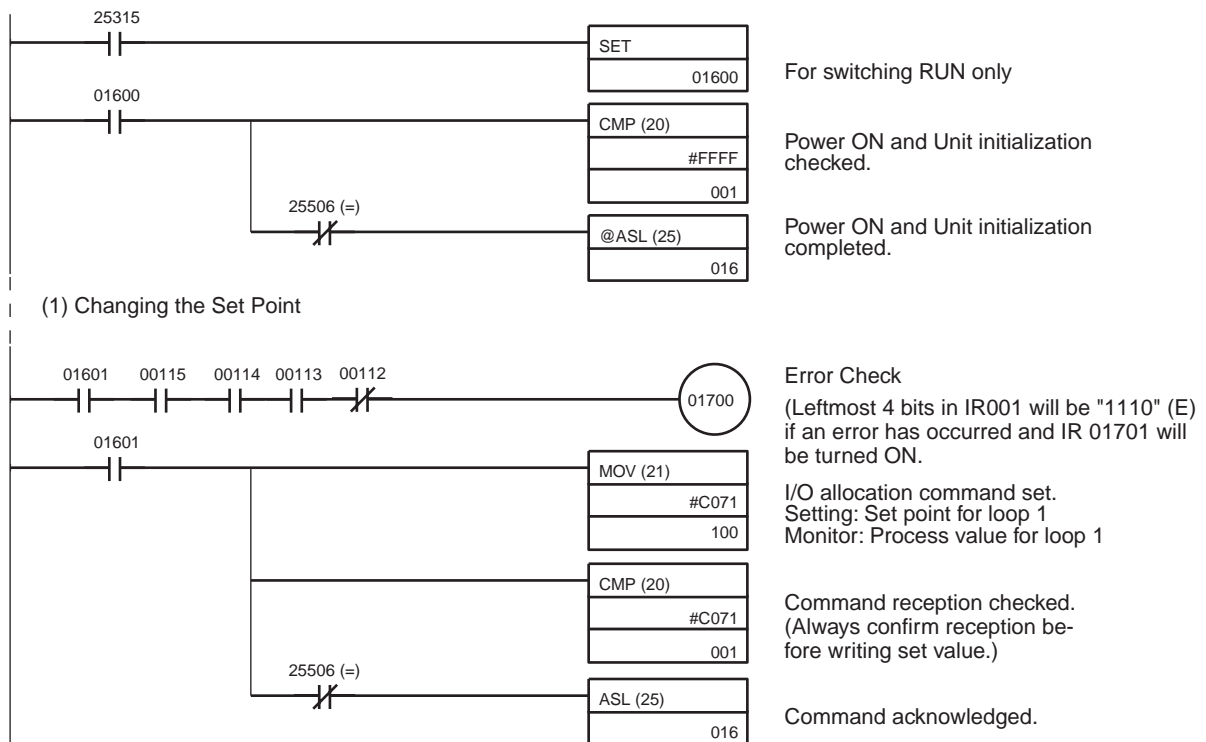 25315
SET
01600
For switching RUN only
01600
CMP (20)
#FFFF
001
Power ON and Unit initialization
checked.
25506 (=)
@ASL (25)
016
Power ON and Unit initialization
completed.
(1) Changing the Set Point
01601 00115 00114 00113 00112
01700
Error Check
(Leftmost 4 bits in IR001 will be "1110" (E)
if an error has occurred and IR 01701 will
be turned ON.
01601
MOV (21)
#C071
100
I/O allocation command set.
Setting: Set point for loop 1
Monitor: Process value for loop 1
CMP (20)
#C071
001
Command reception checked.
(Always confirm reception be-
fore writing set value.)
25506 (=)
ASL (25)
016
Command acknowledged.